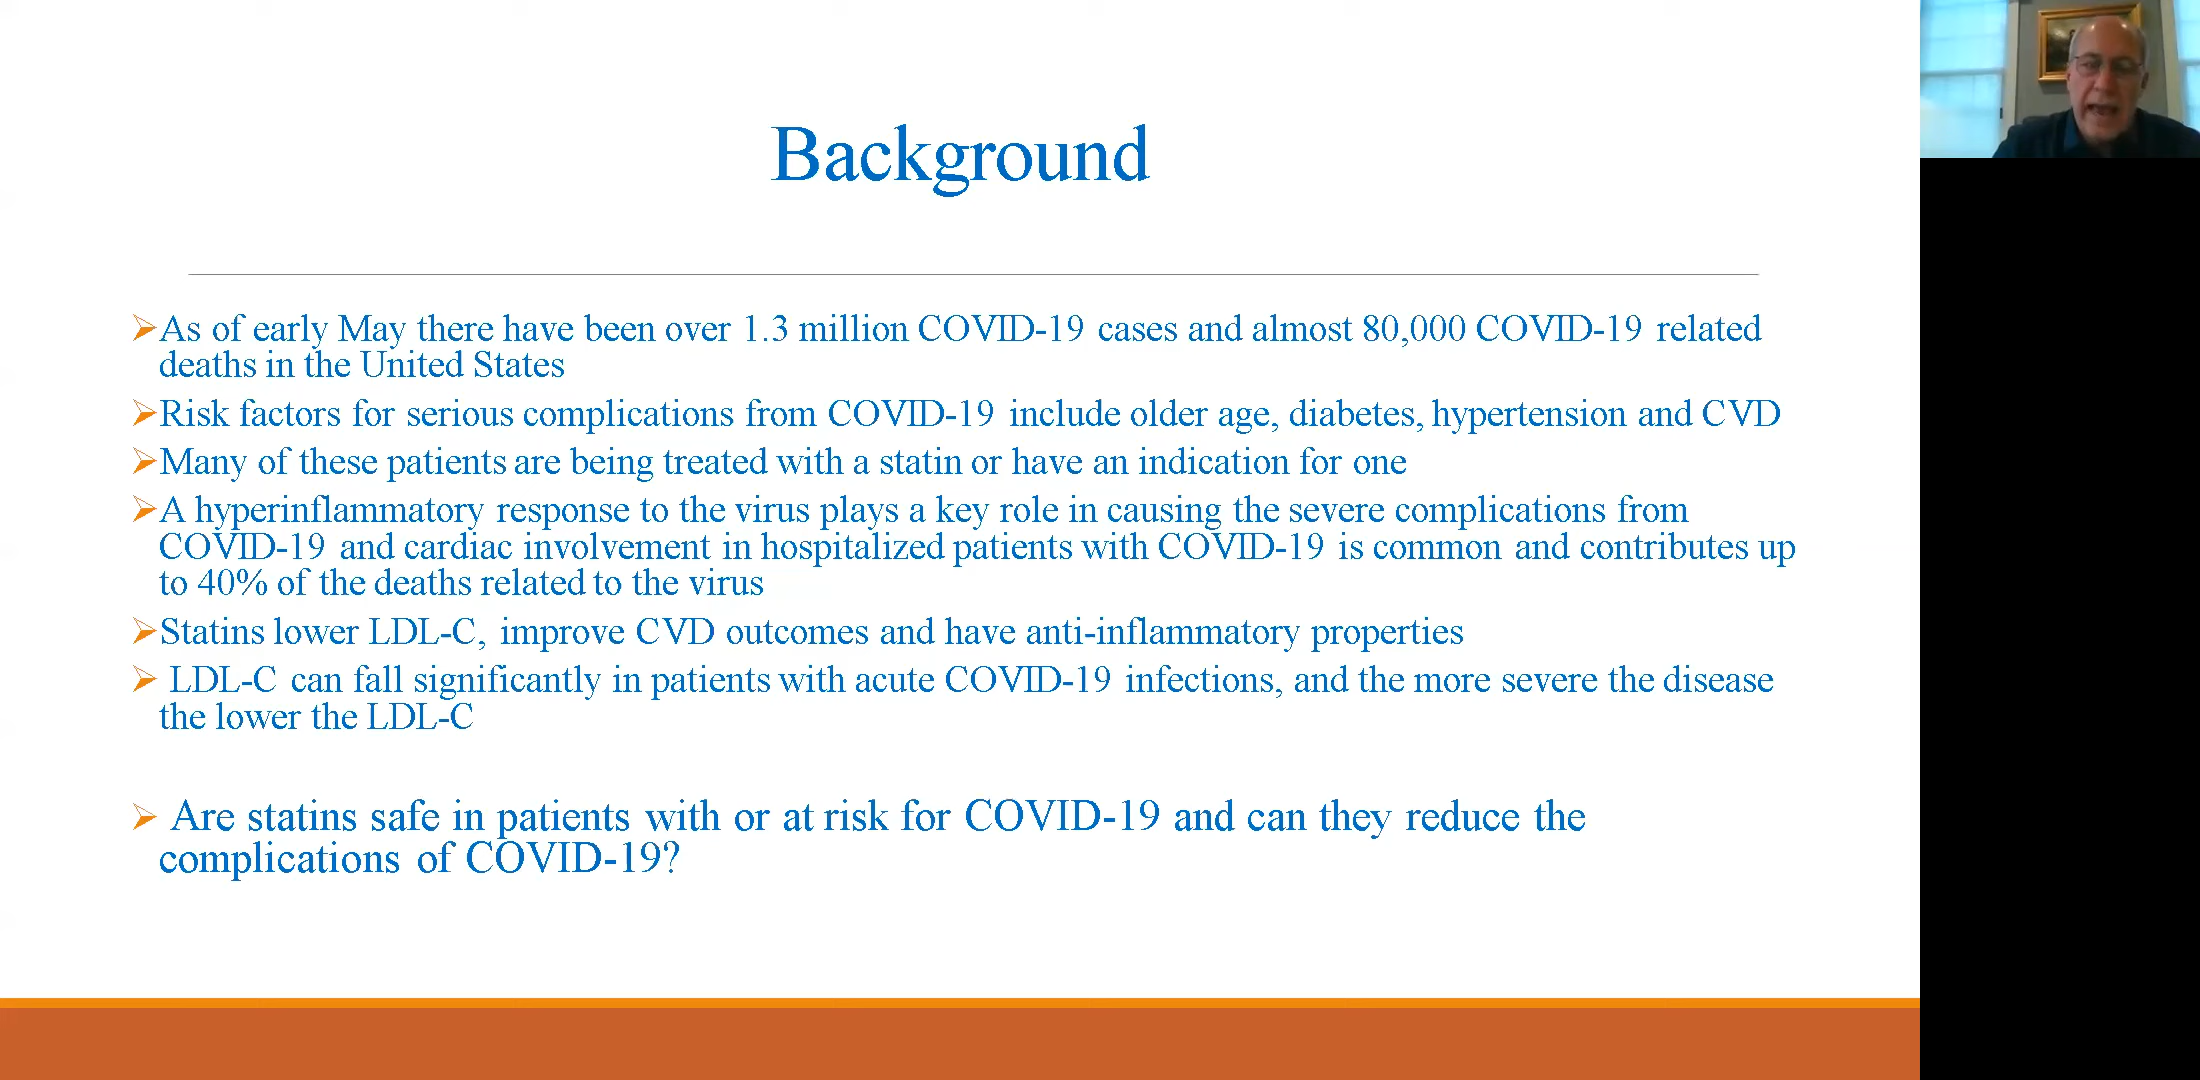 Background
➢As of early May there have been over 1.3 million COVID-19 cases and almost 80,000 COVID-19 related
deaths in the United States
➢Risk factors for serious complications from COVID-19 include older age, diabetes, hypertension and CVD
➢Many of these patients are being treated with a statin or have an indication for one
➢A hyperinflammatory response to the virus plays a key role in causing the severe complications from
COVID-19 and cardiac involvement in hospitalized patients with COVID-19 is common and contributes up
to 40% of the deaths related to the virus
➢Statins lower LDL-C, improve CVD outcomes and have anti-inflammatory properties
➢ LDL-C can fall significantly in patients with acute COVID-19 infections, and the more severe the disease
the lower the LDL-C
➢ Are statins safe in patients with or at risk for COVID-19 and can they reduce the
complications of COVID-19?